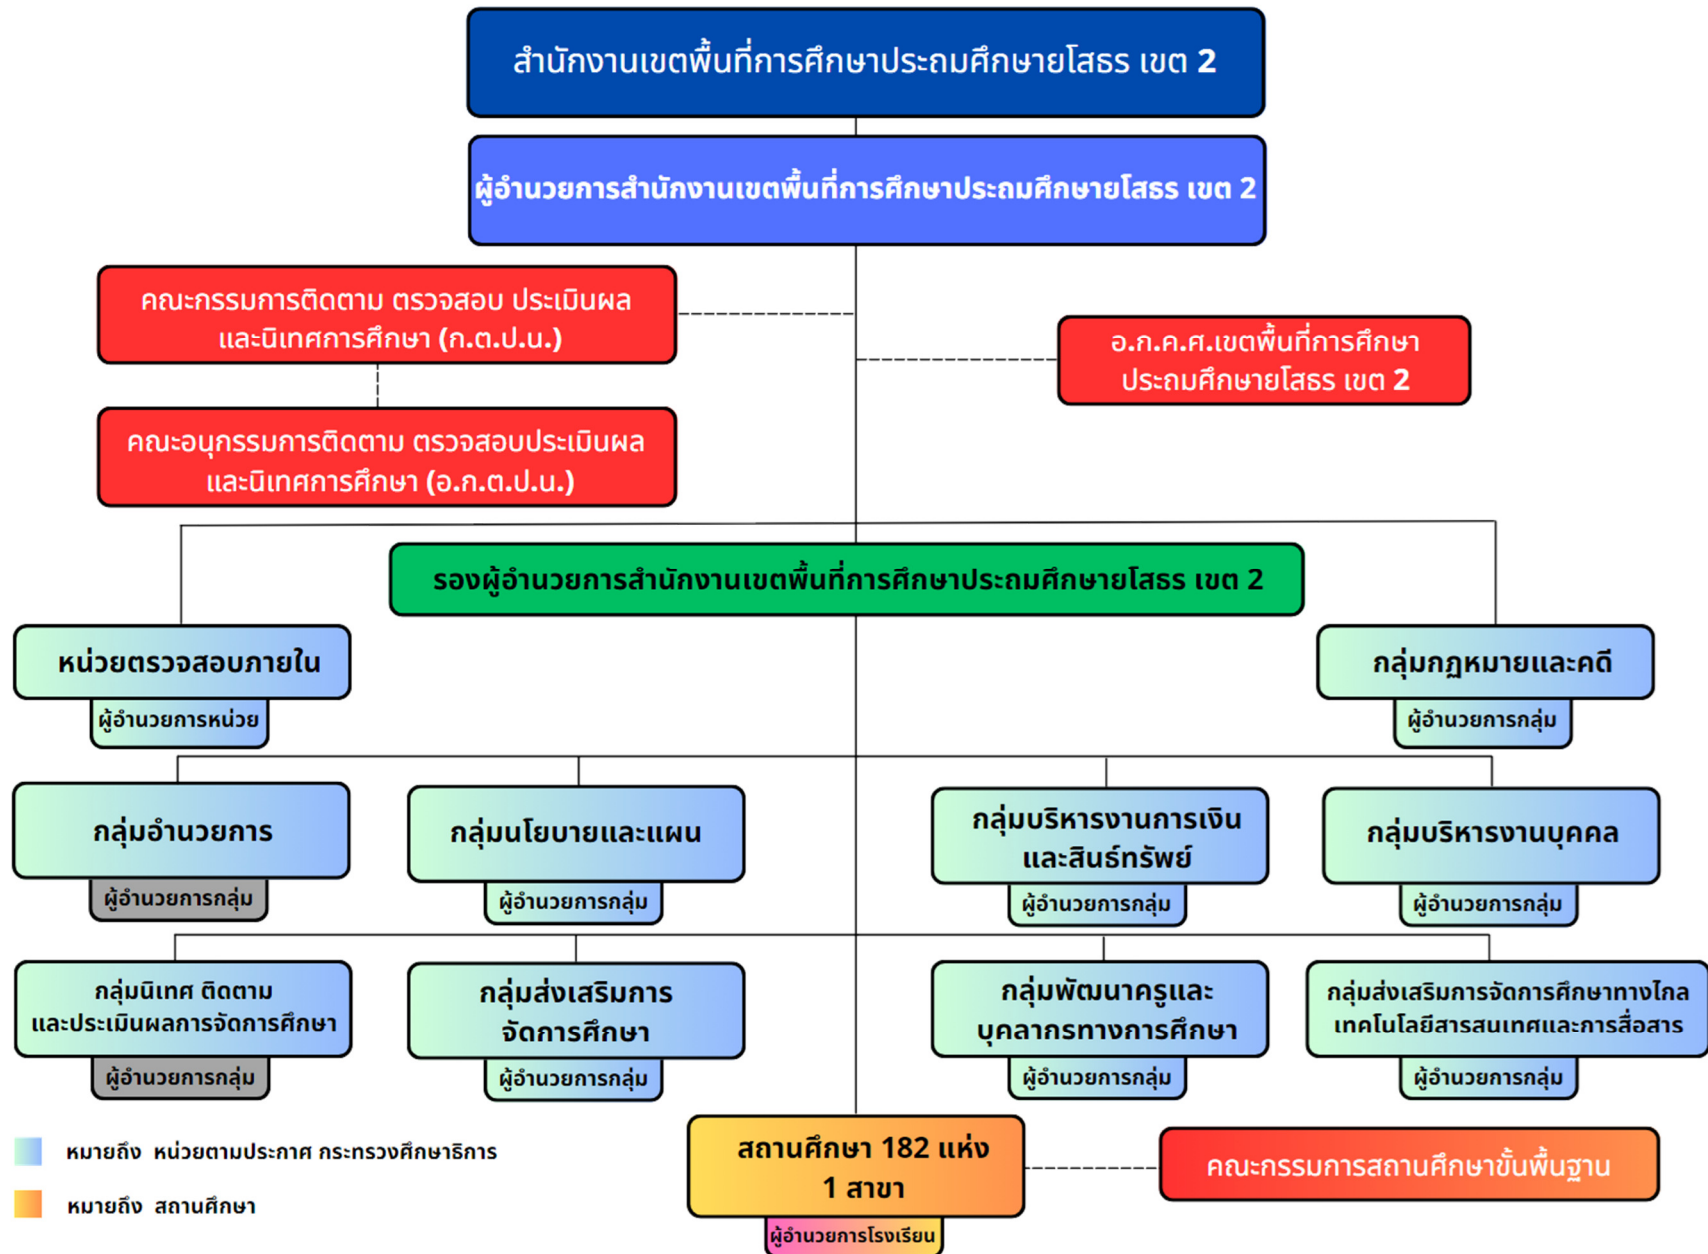 สำนักงานเขตพื้นที่การศึกษาประถมศึกษายโสธร เขต 2
ผู้อำนวยการสำนักงานเขตพื้นที่การศึกษาประถมศึกษายโสธร เขต 2
คณะกรรมการติดตาม ตรวจสอบ ประเมินผล
และนิเทศการศึกษา (ก.ต.ป.น.)
อ.ก.ค.ศ.เขตพื้นที่การศึกษา
ประถมศึกษายโสธร เขต 2
คณะอนุกรรมการติดตาม ตรวจสอบประเมินผล
และนิเทศการศึกษา (อ.ก.ต.ป.น.)
รองผู้อำนวยการสำนักงานเขตพื้นที่การศึกษาประถมศึกษายโสธร เขต 2
หน่วยตรวจสอบภายใน
ผู้อำนวยการหน่วย
กลุ่มกฎหมายและคดี
ผู้อำนวยการกลุ่ม
กลุ่มอำนวยการ
ผู้อำนวยการกลุ่ม
กลุ่มนโยบายและแผน
ผู้อำนวยการกลุ่ม
กลุ่มบริหารงานการเงิน
และสินธ์ทรัพย์
ผู้อำนวยการกลุ่ม
กลุ่มบริหารงานบุคคล
ผู้อำนวยการกลุ่ม
กลุ่มนิเทศ ติดตาม
และประเมินผลการจัดการศึกษา
ผู้อำนวยการกลุ่ม
กลุ่มส่งเสริมการ
จัดการศึกษา
ผู้อำนวยการกลุ่ม
กลุ่มพัฒนาครูและ
บุคลากรทางการศึกษา
ผู้อำนวยการกลุ่ม
กลุ่มส่งเสริมการจัดการศึกษาทางไกล
เทคโนโลยีสารสนเทศและการสื่อสาร
ผู้อำนวยการกลุ่ม
สถานศึกษา 182 แห่ง
1 สาขา
ผู้อำนวยการโรงเรียน
คณะกรรมการสถานศึกษาขั้นพื้นฐาน
หมายถึง หน่วยตามประกาศ กระทรวงศึกษาธิการ
หมายถึง สถานศึกษา